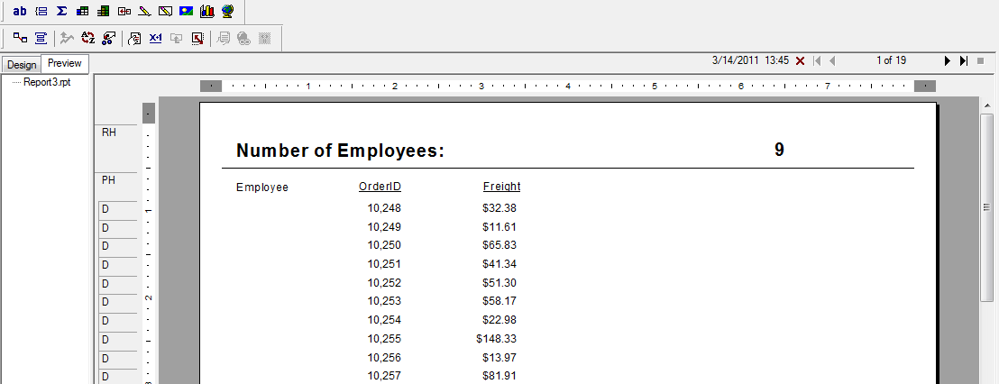 ab
Design Preview 3/14/2011 13:45 1 of 19
Report3.rpt
1 2 3 4 5 6 7
RH Number of Employees: 9
PH Employee OrderID Freight
D 10,248 $32.38
D 10,249 $11.61
D 10,250 $65.83
D 10,251 $41.34
D 10,252 $51.30
D 10,253 $58.17
D 10,254 $22.98
D 10,255 $148.33
D 10,256 $13.97
D 10,257 $81.91
1
2